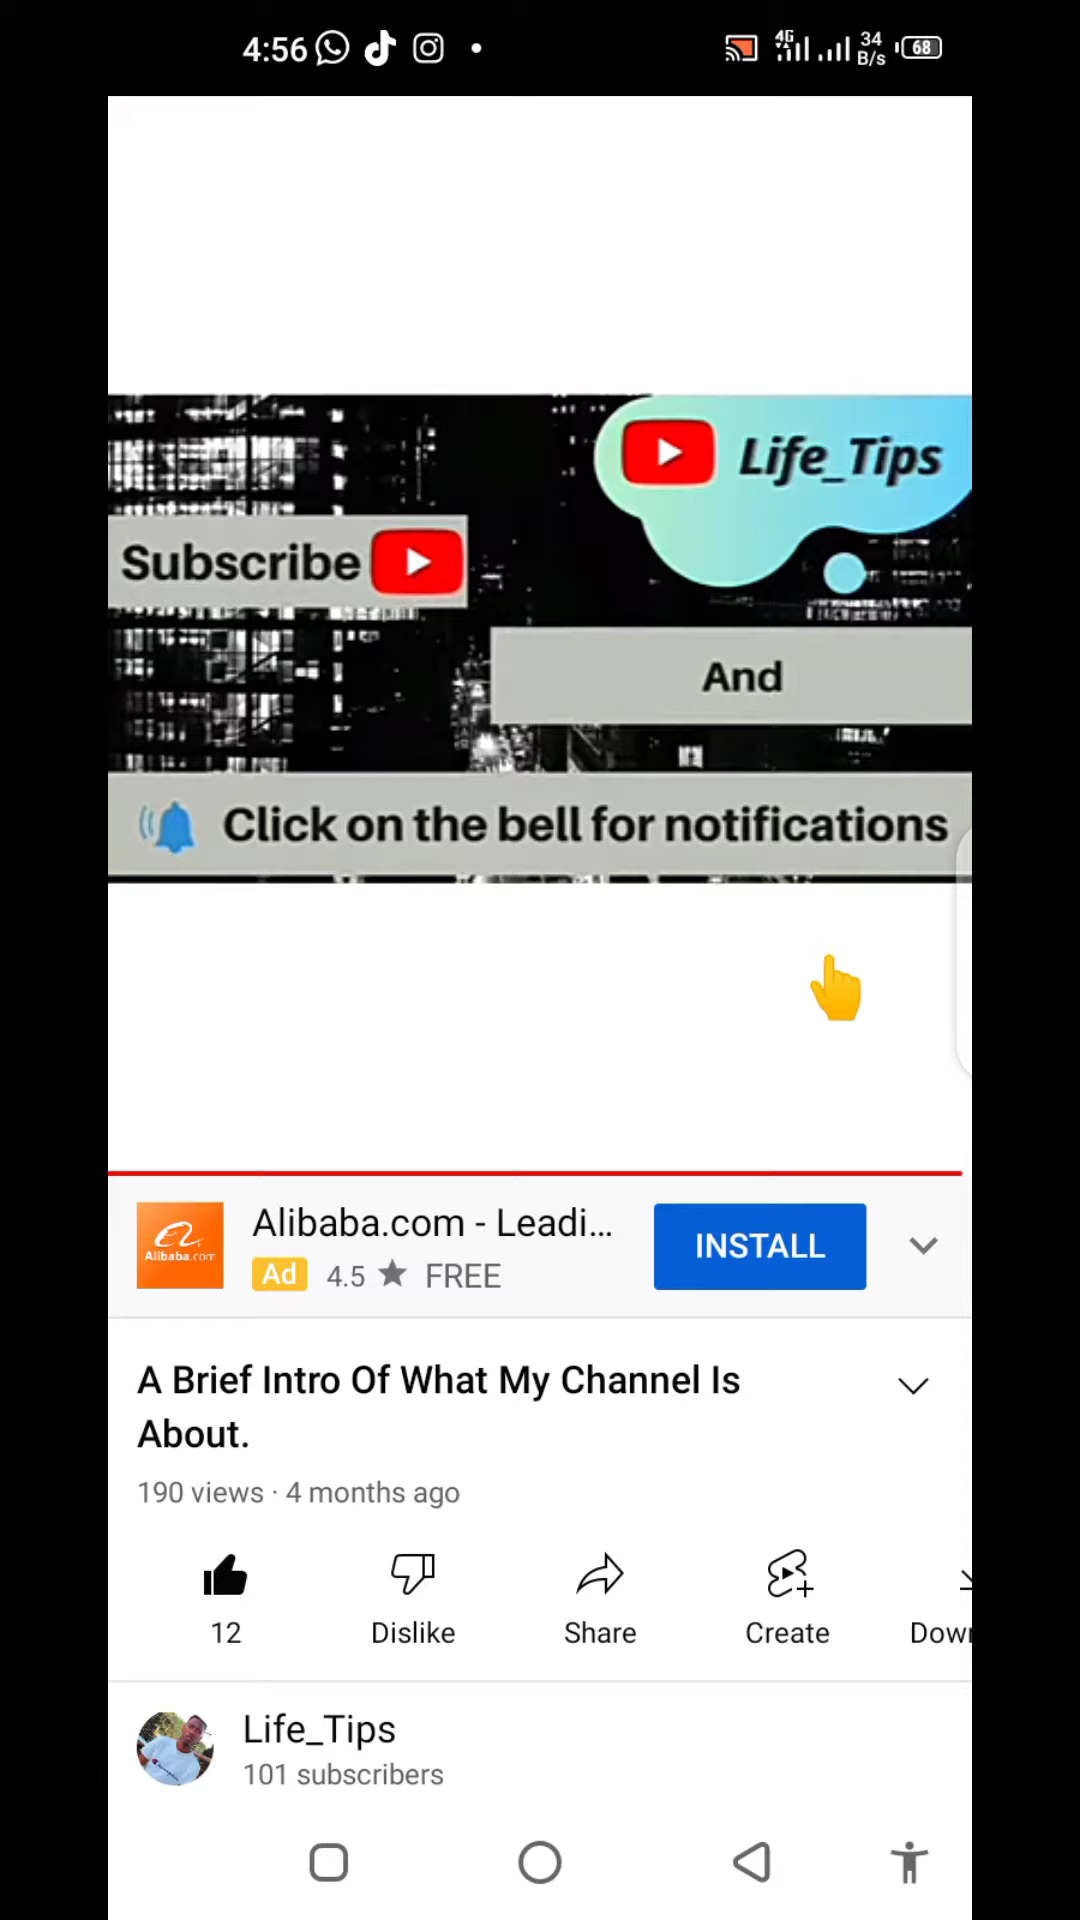 4:56
4G
34
B/s
68
Life_Tips
Subscribe
And
Click on the bell for notifications
Alibaba.com
Alibaba.com - Leadi...
INSTALL
Ad 4.5 ★ FREE
A Brief Intro Of What My Channel Is
About.
190 views · 4 months ago
12 Dislike Share Create Down
Life_Tips
101 subscribers